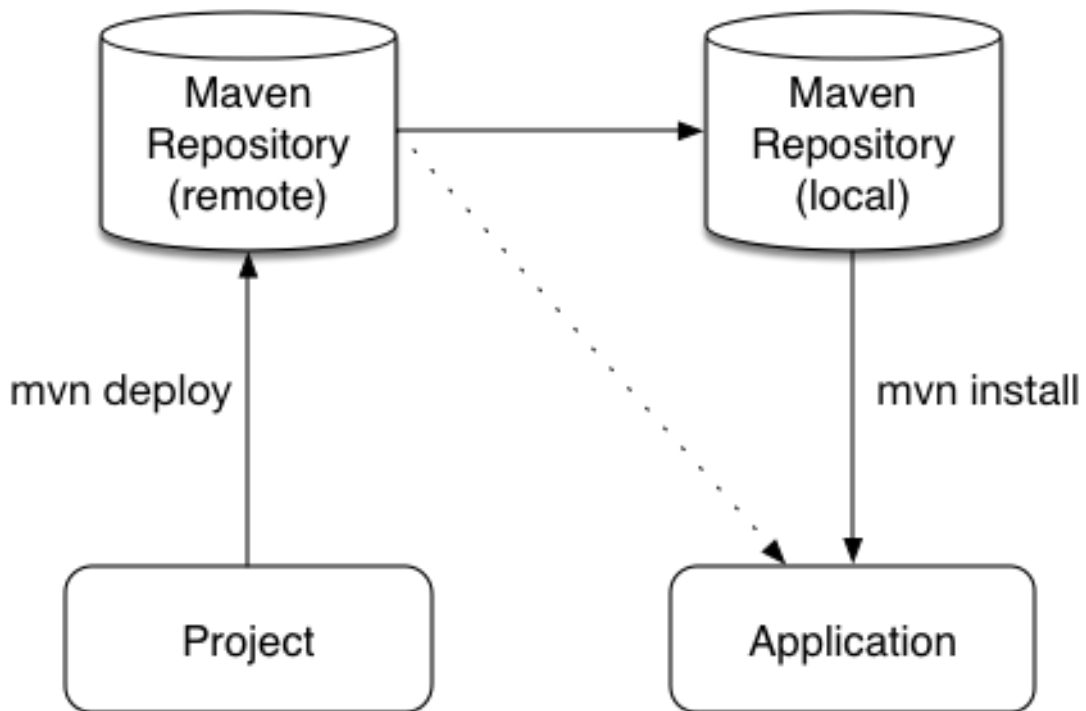 Maven
Repository
(remote)
Maven
Repository
(local)
mvn deploy
mvn install
Project
Application